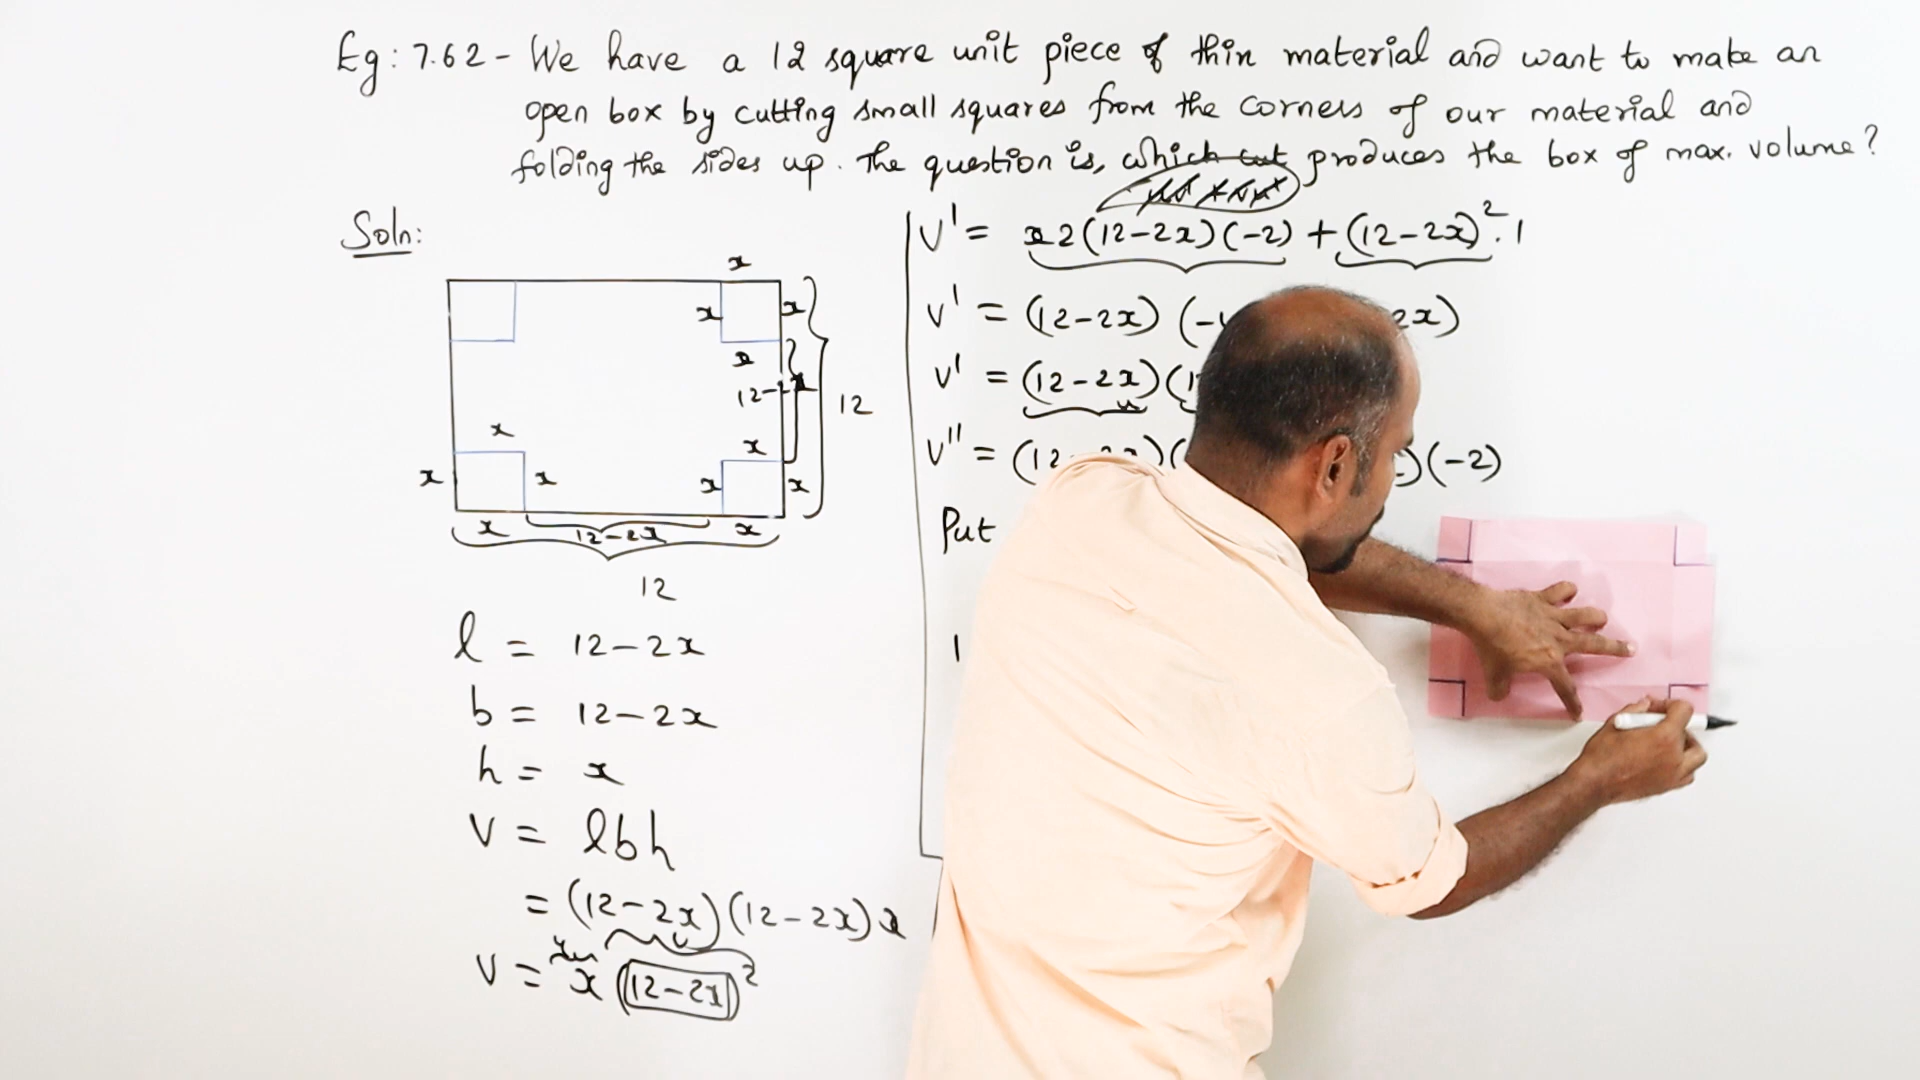 Eg: 7.62 - We have a 12 square unit piece of thin material and want to make an
open box by cutting small squares from the corners of our material and
folding the sides up. The question is, which cut produces the box of max. volume?
Soln:
x
x x
x
12-2x
12
x x
x x x x
x 12-2x x
12
l = 12-2x
b = 12-2x
h = x
V = lbh
= (12-2x)(12-2x)x
V = x(12-2x)²
V' = x2(12-2x)(-2) + (12-2x)².1
V' = (12-2x) (- 2x)
V' = (12-2x)(
V'' = (12 )( )(-2)
Put